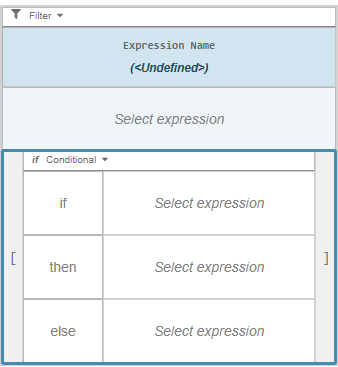 Filter
Expression Name
(<Undefined>)
Select expression
if Conditional
[
if Select expression
then Select expression
]
else Select expression